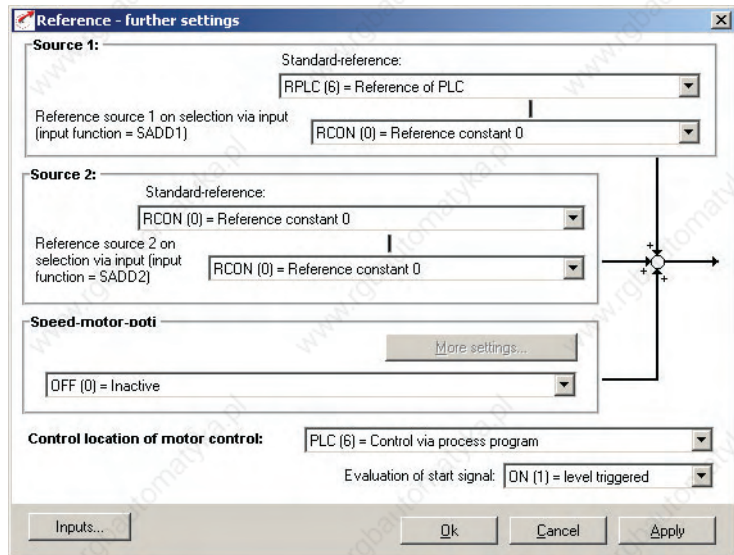 Reference - further settings
Source 1:
Standard-reference:
RPLC (6) = Reference of PLC
Reference source 1 on selection via input
(input function = SADD1)
RCON (0) = Reference constant 0
Source 2:
Standard-reference:
RCON (0) = Reference constant 0
Reference source 2 on
selection via input (input
function = SADD2)
RCON (0) = Reference constant 0
+
+
+
Speed-motor-poti
More settings...
OFF (0) = Inactive
Control location of motor control:
PLC (6) = Control via process program
Evaluation of start signal:
ON (1) = level triggered
Inputs...
Ok
Cancel
Apply
www.rgbautomatyka.pl